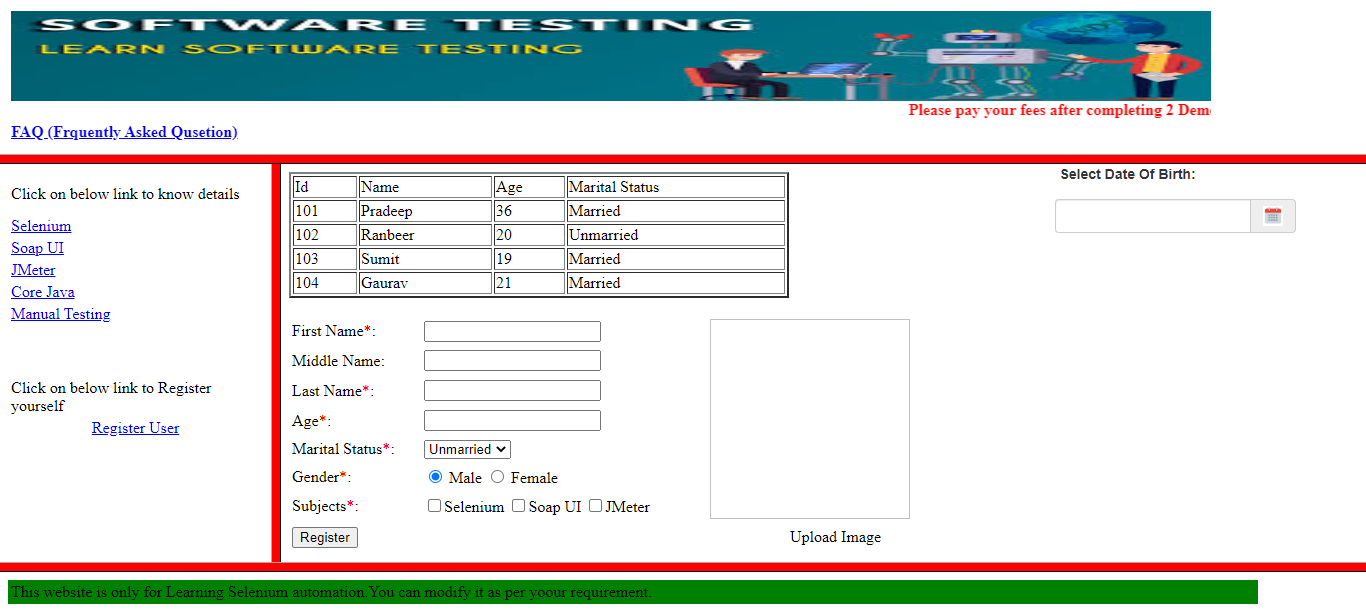 SOFTWARE TESTING
LEARN SOFTWARE TESTING
Please pay your fees after completing 2
FAQ (Frquently Asked Qusetion)
Click on below link to know details
Selenium
Soap UI
JMeter
Core Java
Manual Testing
Click on below link to Register
yourself
Register User
Id Name Age Marital Status
101 Pradeep 36 Married
102 Ranbeer 20 Unmarried
103 Sumit 19 Married
104 Gaurav 21 Married
Select Date Of Birth:
First Name*:
Middle Name:
Last Name*:
Age*:
Marital Status*: Unmarried
Gender*: Male Female
Subjects*: Selenium Soap UI JMeter
Register
Upload Image
This website is only for Learning Selenium automation.You can modify it as per yoour requirement.